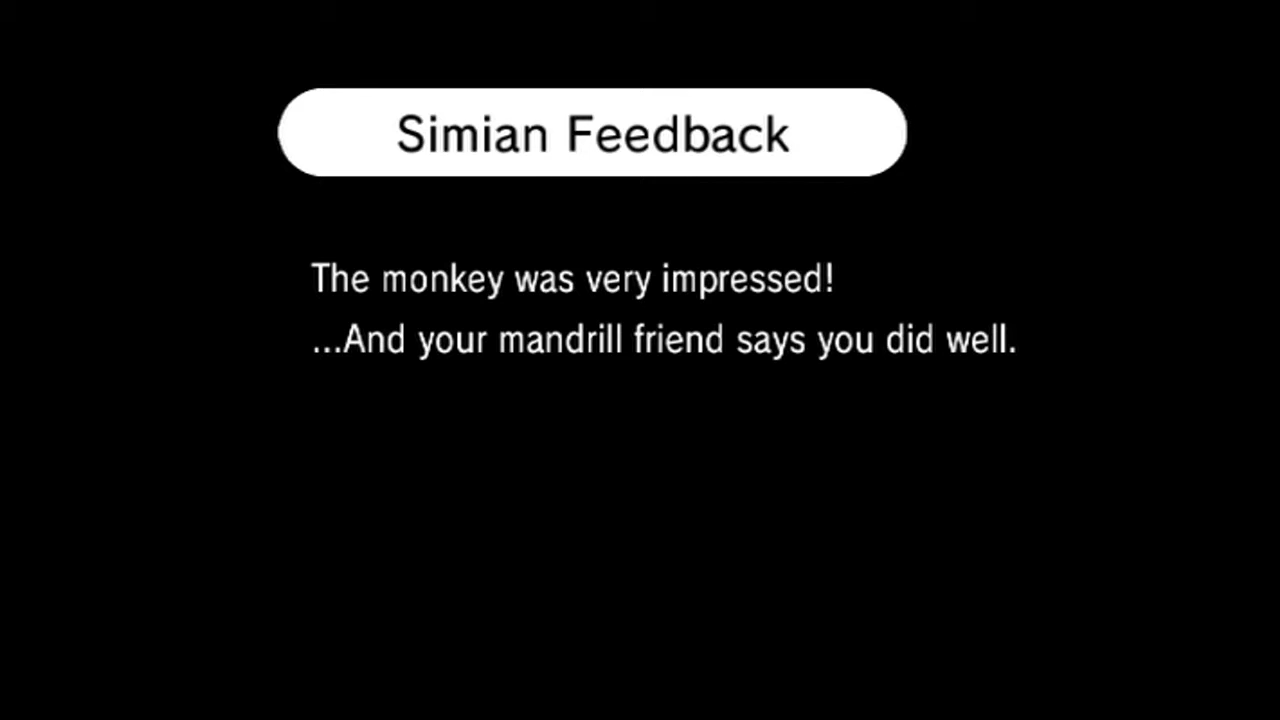 Simian Feedback
The monkey was very impressed!
...And your mandrill friend says you did well.